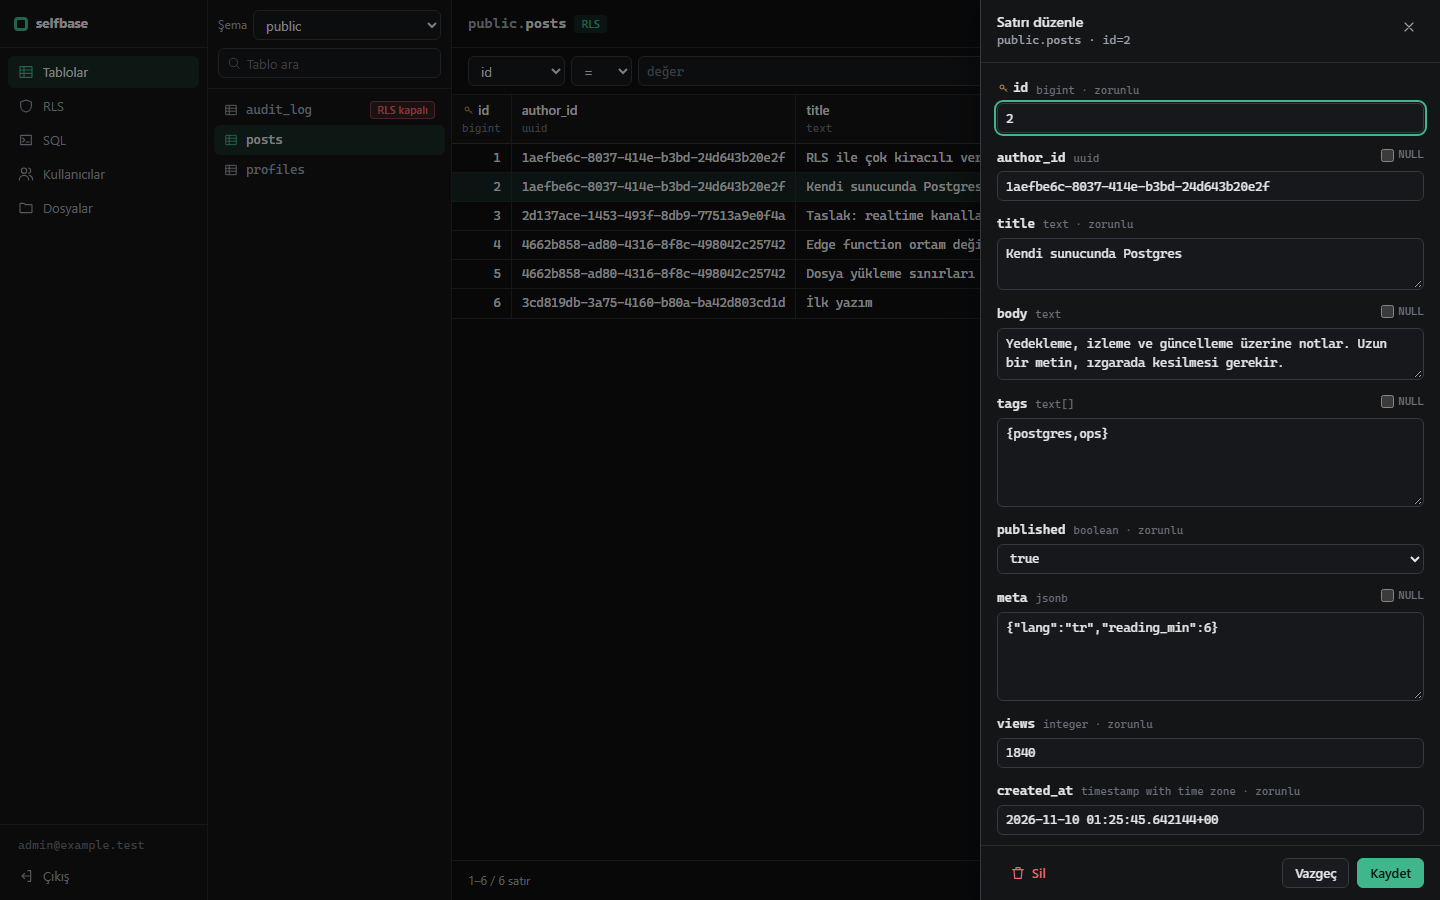 selfbase
Tablolar
RLS
SQL
Kullanıcılar
Dosyalar
admin@example.test
Çıkış
Şema public
Tablo ara
audit_log RLS kapalı
posts
profiles
public.posts RLS
id = değer
id author_id title
bigint uuid text
1 1aefbe6c-8037-414e-b3bd-24d643b20e2f RLS ile çok kiracılı ver
2 1aefbe6c-8037-414e-b3bd-24d643b20e2f Kendi sunucunda Postgres
3 2d137ace-1453-493f-8db9-77513a9e0f4a Taslak: realtime kanalla
4 4662b858-ad80-4316-8f8c-498042c25742 Edge function ortam deği
5 4662b858-ad80-4316-8f8c-498042c25742 Dosya yükleme sınırları
6 3cd819db-3a75-4160-b80a-ba42d803cd1d İlk yazım
1–6 / 6 satır
Satırı düzenle
public.posts · id=2
id bigint · zorunlu
2
author_id uuid NULL
1aefbe6c-8037-414e-b3bd-24d643b20e2f
title text · zorunlu
Kendi sunucunda Postgres
body text NULL
Yedekleme, izleme ve güncelleme üzerine notlar. Uzun
bir metin, ızgarada kesilmesi gerekir.
tags text[] NULL
{postgres,ops}
published boolean · zorunlu
true
meta jsonb NULL
{"lang":"tr","reading_min":6}
views integer · zorunlu
1840
created_at timestamp with time zone · zorunlu
2026-11-10 01:25:45.642144+00
Sil Vazgeç Kaydet